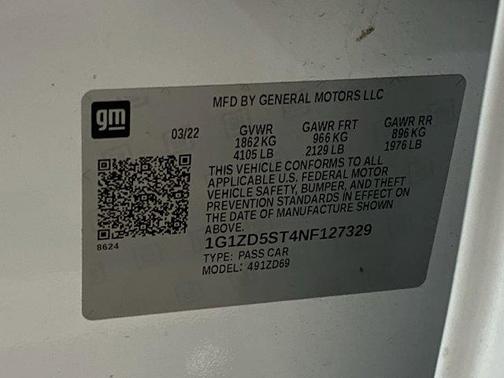 gm
MFD BY GENERAL MOTORS LLC
03/22
GVWR GAWR FRT GAWR RR
1862 KG 966 KG 896 KG
4105 LB 2129 LB 1976 LB
THIS VEHICLE CONFORMS TO ALL
APPLICABLE U.S. FEDERAL MOTOR
VEHICLE SAFETY, BUMPER, AND THEFT
PREVENTION STANDARDS IN EFFECT ON
THE DATE OF MANUFACTURE SHOWN
ABOVE.
8624
1G1ZD5ST4NF127329
TYPE: PASS CAR
MODEL: 491ZD69